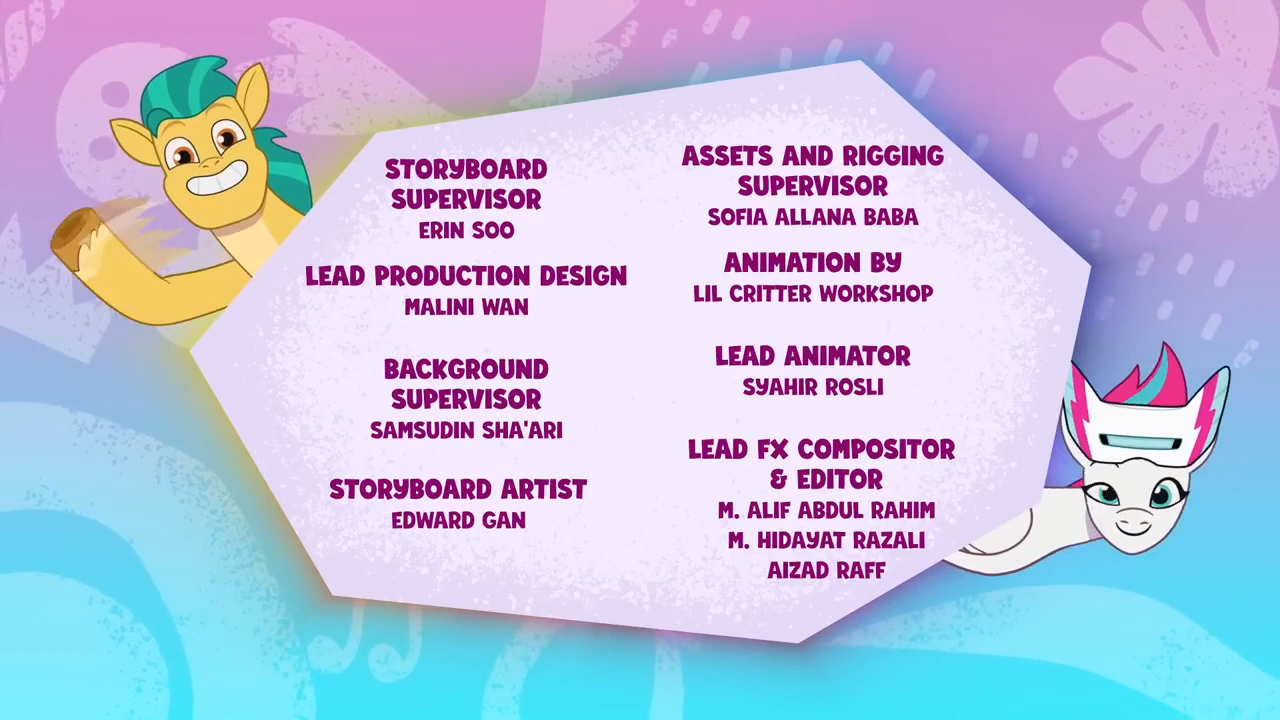 STORYBOARD
SUPERVISOR
ERIN SOO
LEAD PRODUCTION DESIGN
MALINI WAN
BACKGROUND
SUPERVISOR
SAMSUDIN SHA'ARI
STORYBOARD ARTIST
EDWARD GAN
ASSETS AND RIGGING
SUPERVISOR
SOFIA ALLANA BABA
ANIMATION BY
LIL CRITTER WORKSHOP
LEAD ANIMATOR
SYAHIR ROSLI
LEAD FX COMPOSITOR
& EDITOR
M. ALIF ABDUL RAHIM
M. HIDAYAT RAZALI
AIZAD RAFF